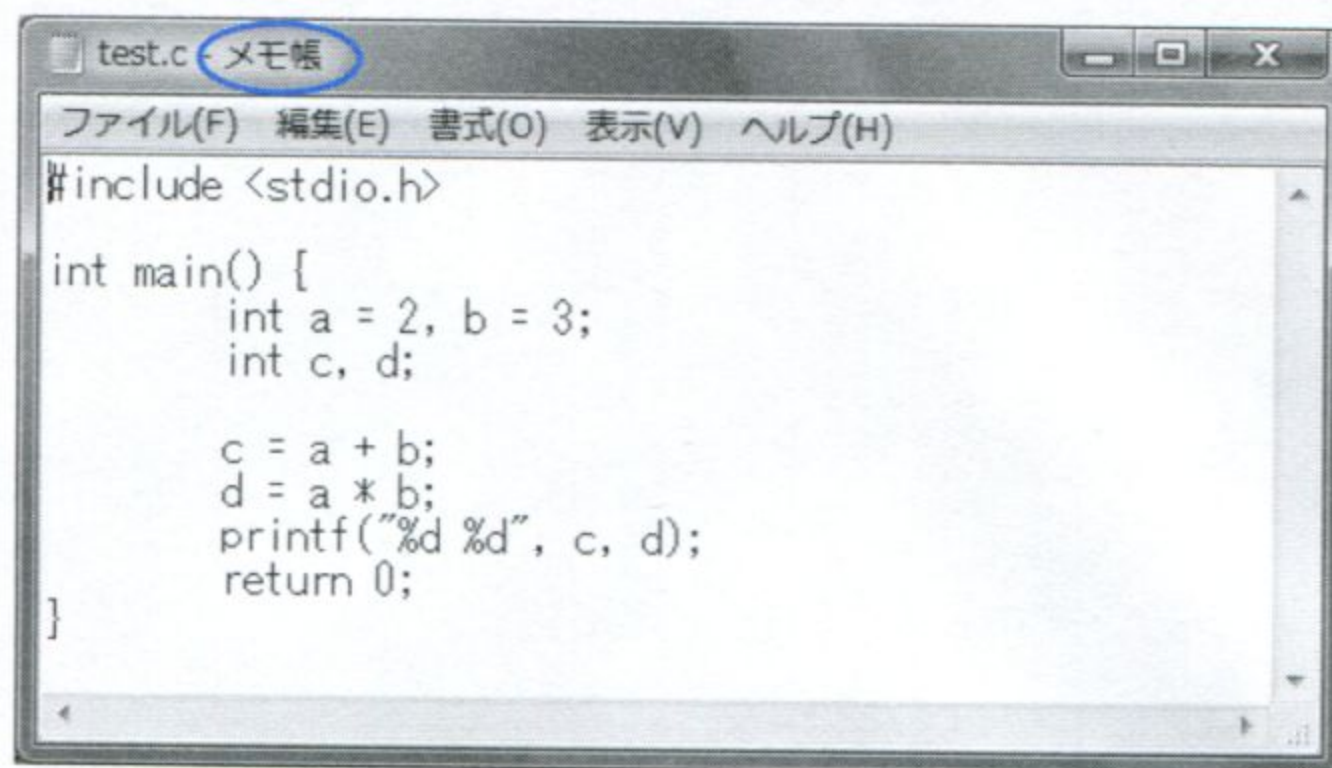 test.c - メモ帳
ファイル(F) 編集(E) 書式(O) 表示(V) ヘルプ(H)
#include <stdio.h>

int main() {
        int a = 2, b = 3;
        int c, d;

        c = a + b;
        d = a * b;
        printf("%d %d", c, d);
        return 0;
}